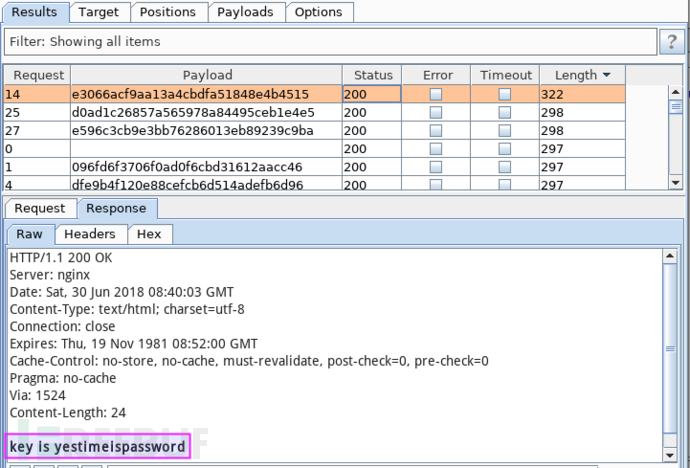 Results Target Positions Payloads Options
Filter: Showing all items ?
Request Payload Status Error Timeout Length
14 e3066acf9aa13a4cbdfa51848e4b4515 200 322
25 d0ad1c26857a565978a84495ceb1e4e5 200 298
27 e596c3cb9e3bb76286013eb89239c9ba 200 298
0 200 297
1 096fd6f3706f0ad0f6cbd31612aacc46 200 297
4 dfe9b4f120e88cefcb6d514adefb6d96 200 297
Request Response
Raw Headers Hex
HTTP/1.1 200 OK
Server: nginx
Date: Sat, 30 Jun 2018 08:40:03 GMT
Content-Type: text/html; charset=utf-8
Connection: close
Expires: Thu, 19 Nov 1981 08:52:00 GMT
Cache-Control: no-store, no-cache, must-revalidate, post-check=0, pre-check=0
Pragma: no-cache
Via: 1524
Content-Length: 24
key is yestimeispassword